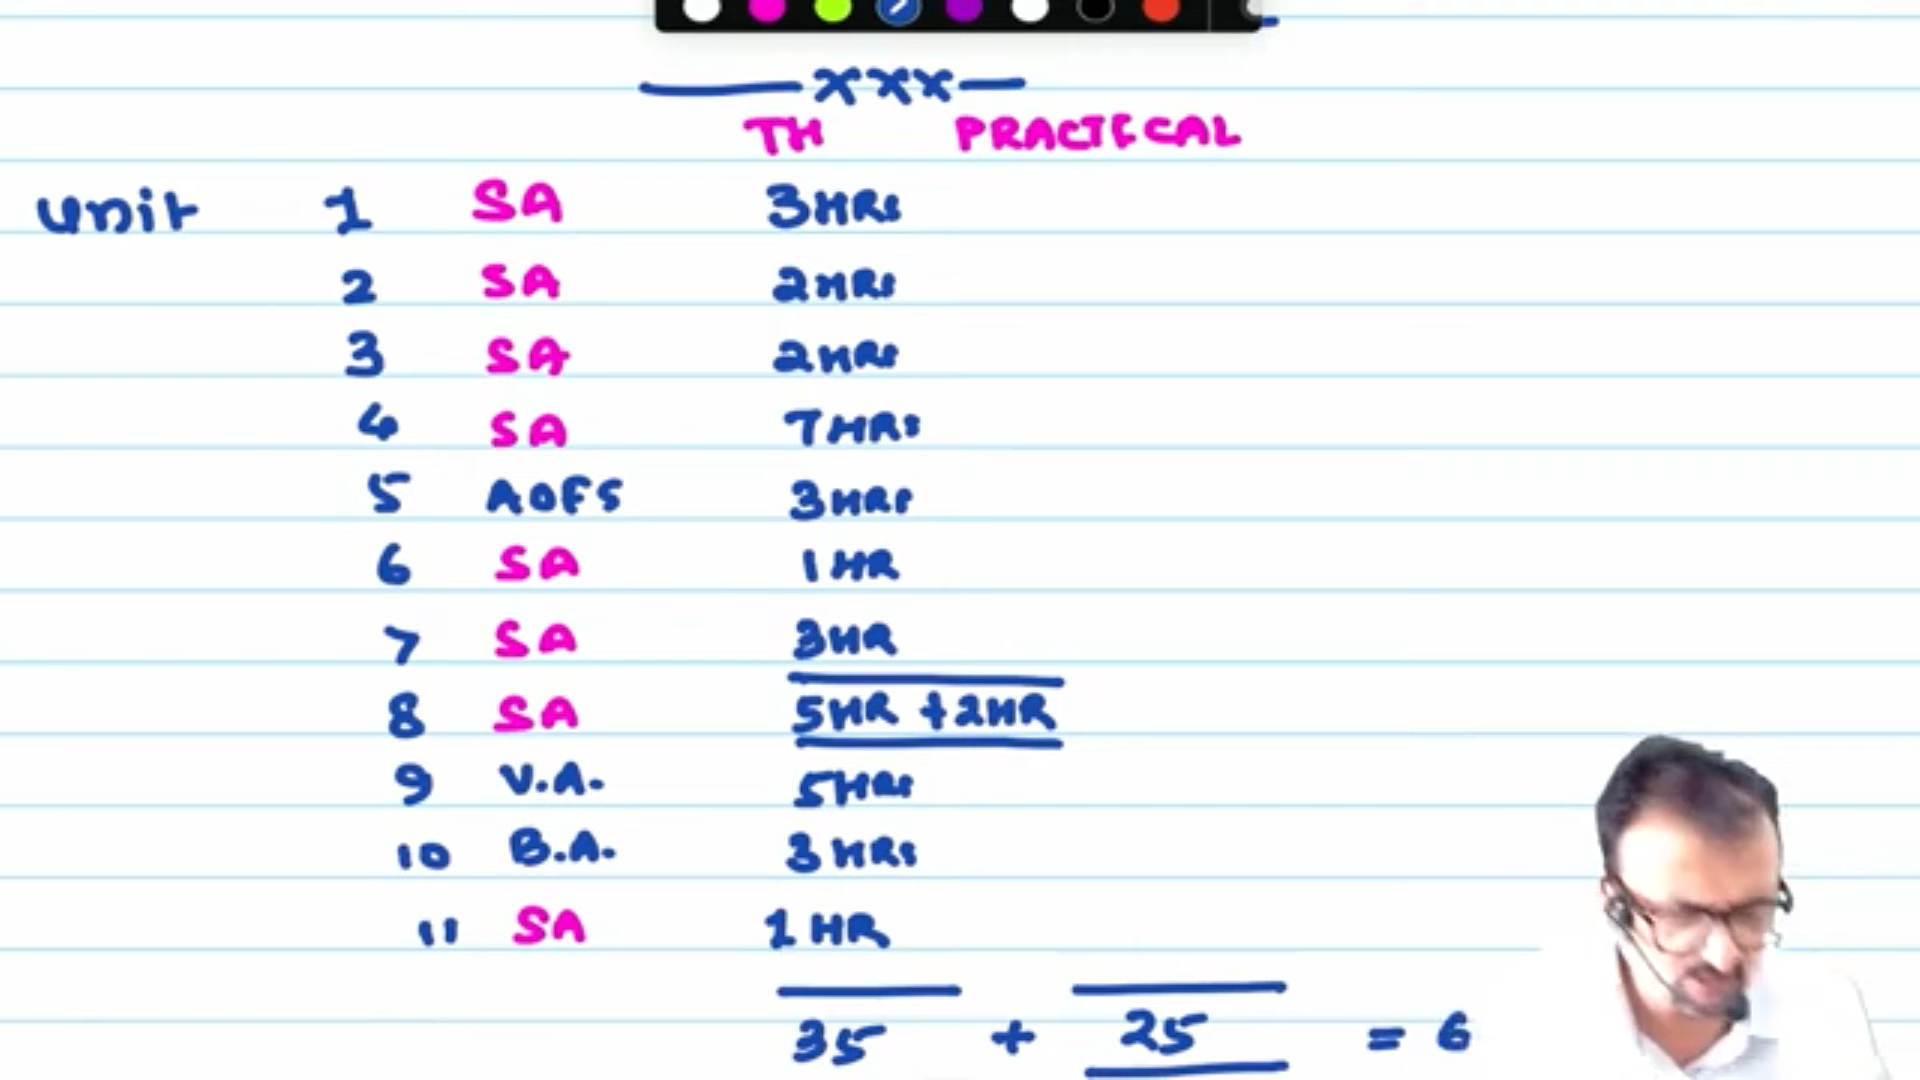 xxx
TH PRACTICAL
Unit 1 SA 3HRs
2 SA 2HRs
3 SA 2HRs
4 SA 7HRs
5 AOFS 3HRs
6 SA 1HR
7 SA 3HR
8 SA 5HR +2HR
9 V.A. 5HRs
10 B.A. 3HRs
11 SA 1HR
35 + 25 = 6